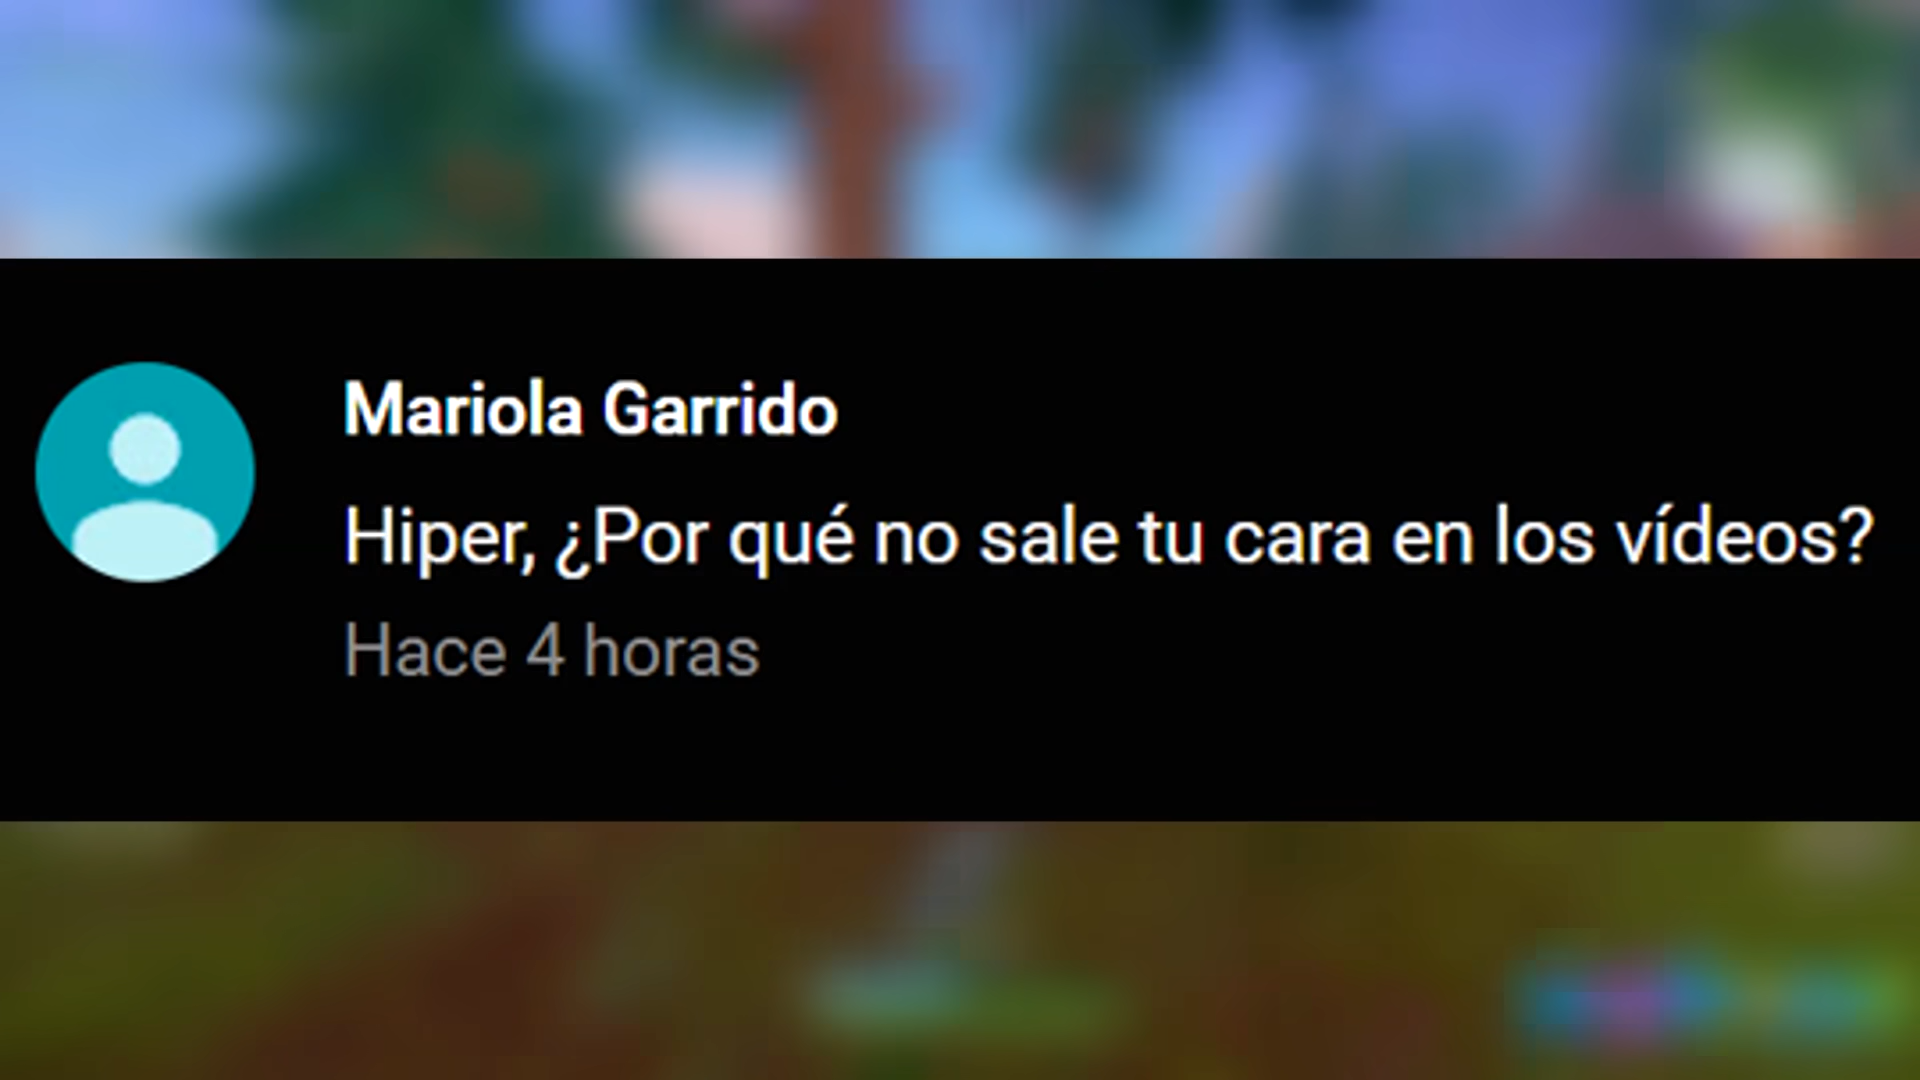 Mariola Garrido
Hiper, ¿Por qué no sale tu cara en los vídeos?
Hace 4 horas